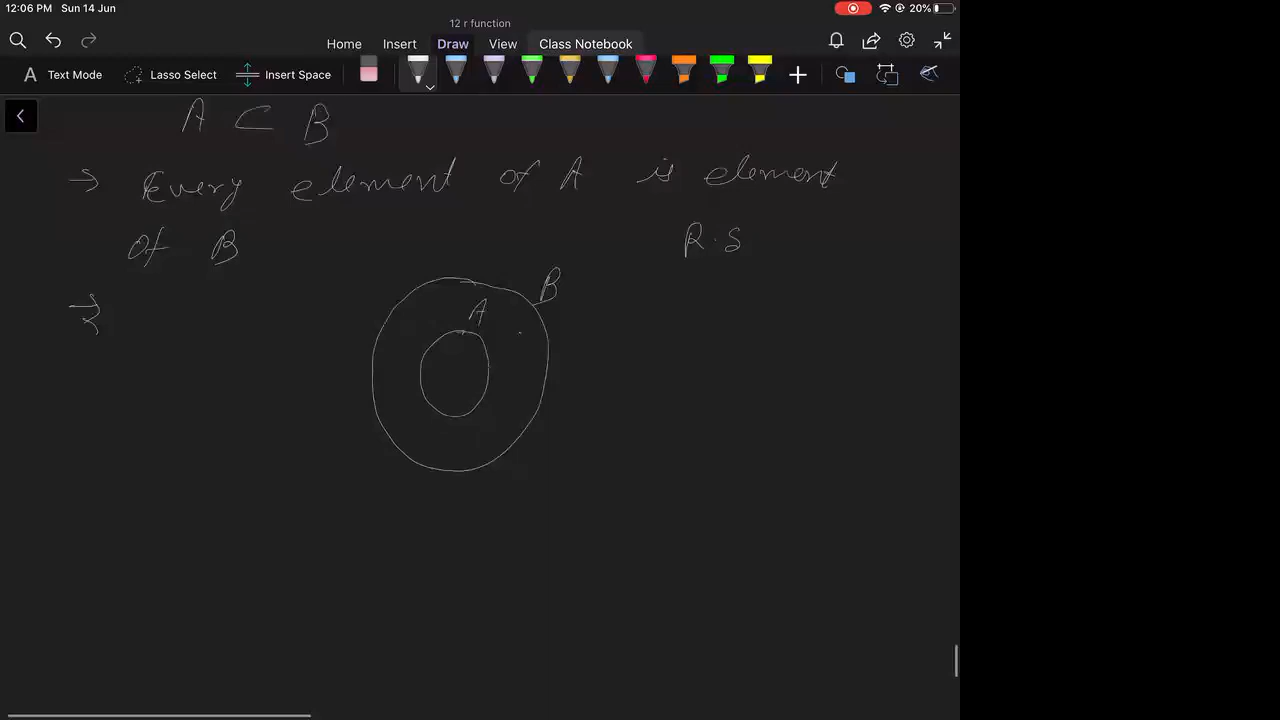 12:06 PM Sun 14 Jun
20%
12 r function
Home Insert Draw View Class Notebook
A Text Mode Lasso Select Insert Space
A ⊂ B
→ Every element of A is element
of B
R.S
B
A